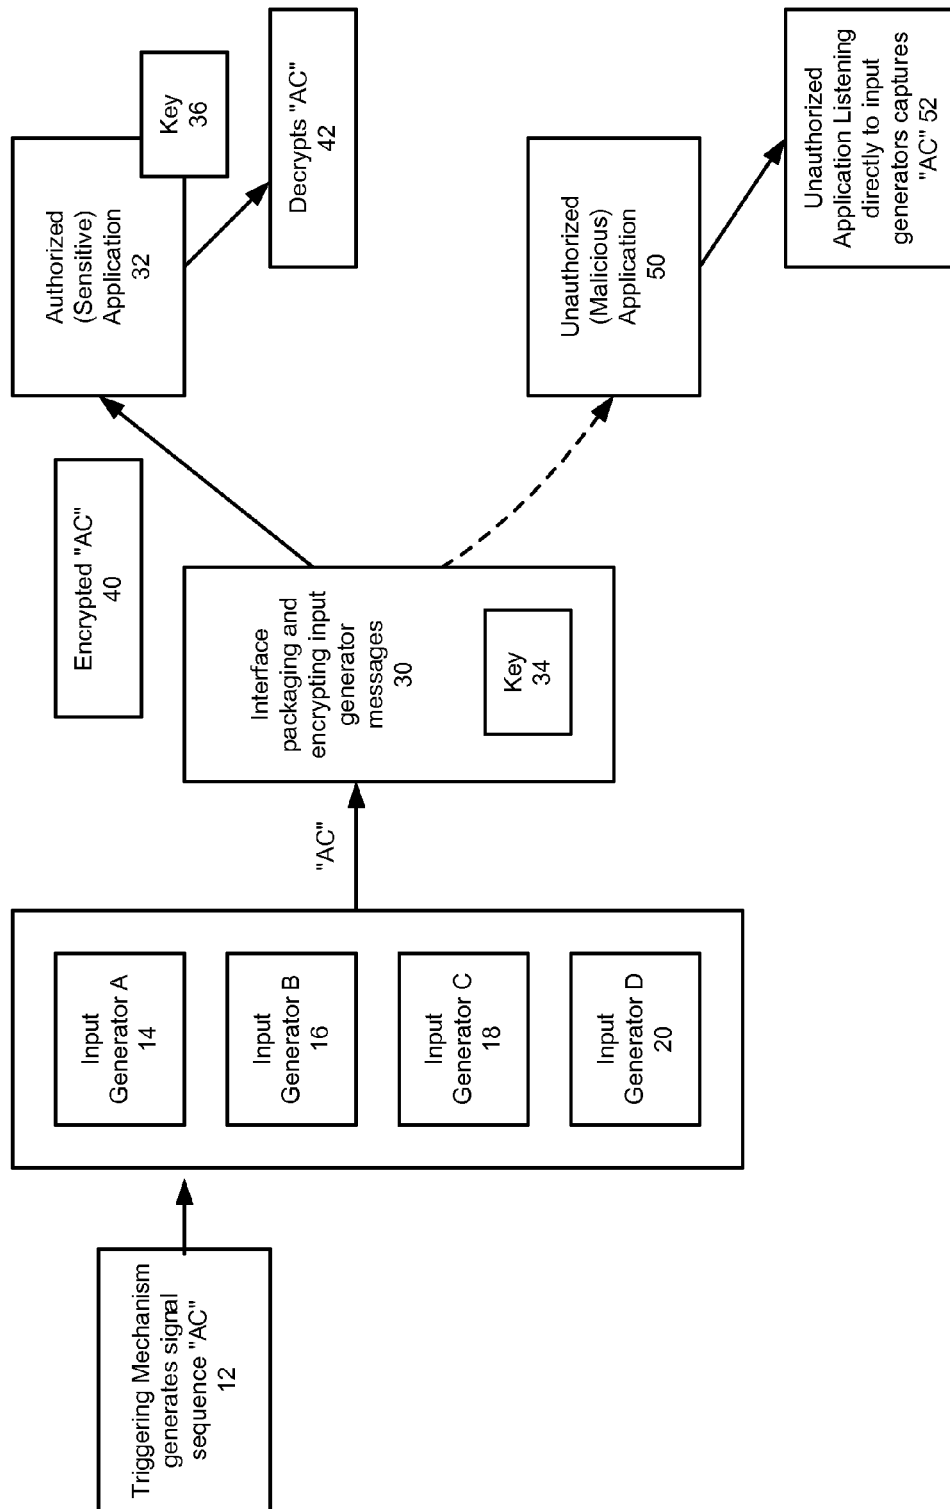 Triggering Mechanism
generates signal
sequence "AC"
12
Input
Generator A
14
Input
Generator B
16
Input
Generator C
18
Input
Generator D
20
"AC"
Interface
packaging and
encrypting input
generator
messages
30
Key
34
Encrypted "AC"
40
Authorized
(Sensitive)
Application
32
Key
36
Decrypts "AC"
42
Unauthorized
(Malicious)
Application
50
Unauthorized
Application Listening
directly to input
generators captures
"AC" 52